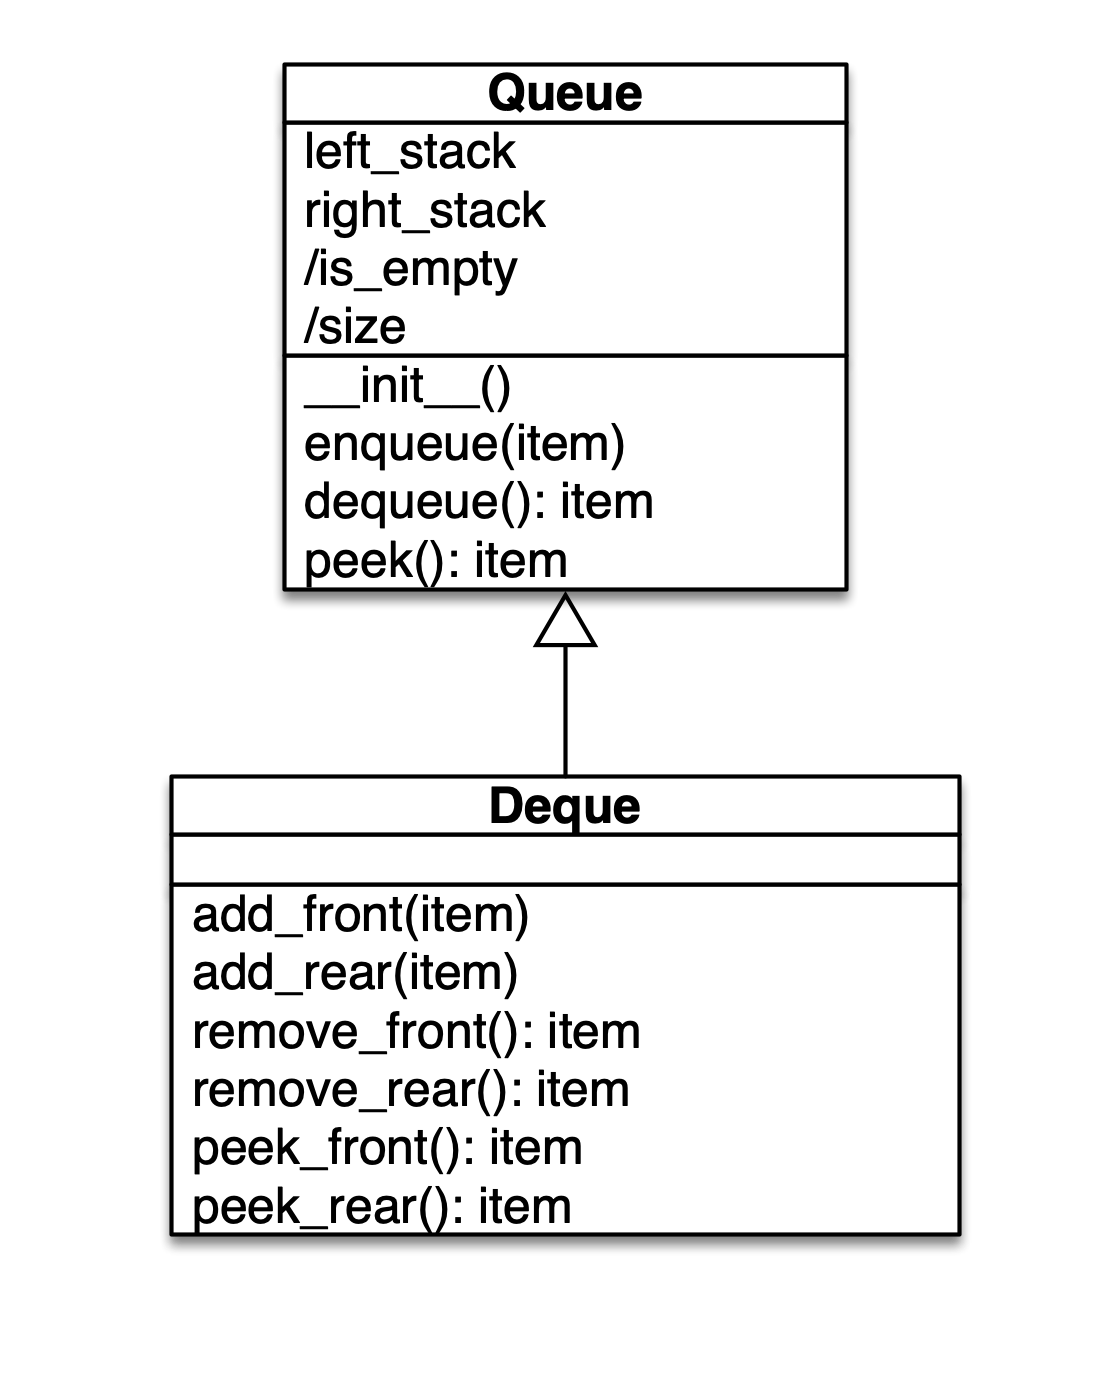 Queue
left_stack
right_stack
/is_empty
/size
__init__()
enqueue(item)
dequeue(): item
peek(): item
Deque
add_front(item)
add_rear(item)
remove_front(): item
remove_rear(): item
peek_front(): item
peek_rear(): item